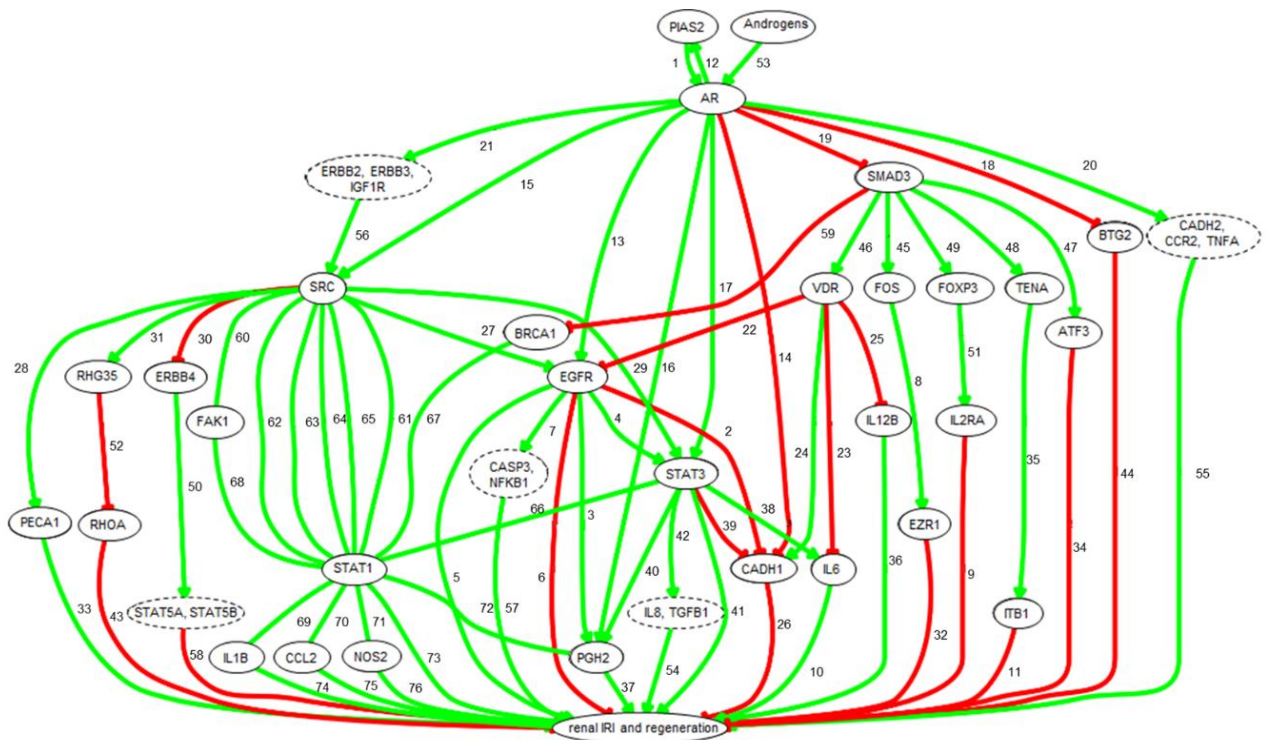 PIAS2
Androgens
1
12
53
AR
21
15
13
19
18
20
ERBB2, ERBB3,
IGF1R
SMAD3
BTG2
CADH2,
CCR2, TNFA
56
59
46
45
49
48
47
SRC
17
VDR
FOS
FOXP3
TENA
BRCA1
ATF3
28
31
30
60
27
22
25
51
RHG35
ERBB4
EGFR
29
16
14
8
FAK1
62
63
64
65
61
67
4
2
IL12B
IL2RA
7
52
68
24
23
35
CASP3,
NFKB1
STAT3
44
55
50
66
3
38
PECA1
RHOA
39
EZR1
42
34
STAT1
40
CADH1
IL6
36
9
5
6
33
43
STAT5A, STAT5B
72
57
IL8, TGFB1
41
ITB1
69
70
71
26
32
58
IL1B
CCL2
NOS2
73
PGH2
54
10
11
74
75
76
37
renal IRI and regeneration